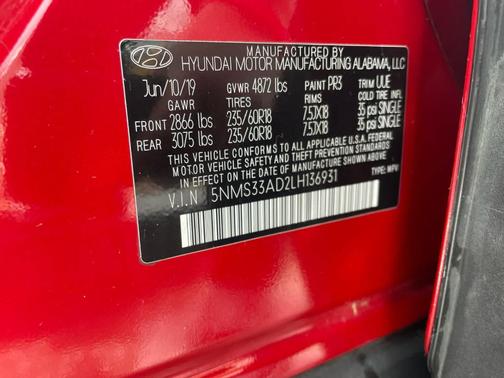 MANUFACTURED BY
HYUNDAI MOTOR MANUFACTURING ALABAMA, LLC
Jun/10/19 GVWR 4872 lbs PAINT PR3 TRIM UUE
GAWR TIRES RIMS COLD TIRE INF. PRES.
FRONT 2866 lbs 235/60R18 7.5JX18 35 psi SINGLE
REAR 3075 lbs 235/60R18 7.5JX18 35 psi SINGLE
THIS VEHICLE CONFORMS TO ALL APPLICABLE U.S.A FEDERAL
MOTOR VEHICLE SAFETY AND THEFT PREVENTION STANDARDS
IN EFFECT ON THE DATE OF MANUFACTURE SHOWN ABOVE.
V.I.N 5NMS33AD2LH136931 TYPE: MPV